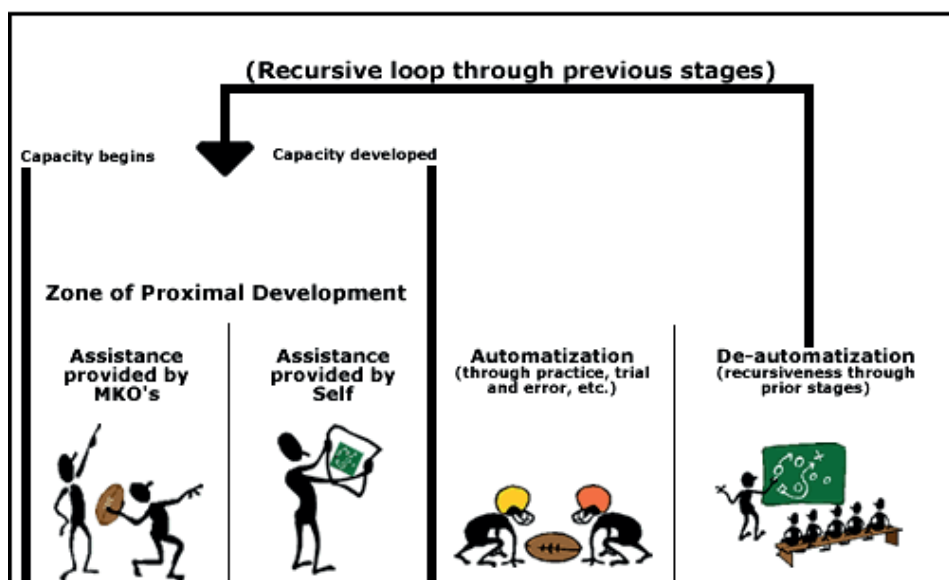 (Recursive loop through previous stages)
Capacity begins
Capacity developed
Zone of Proximal Development
Assistance
provided by
MKO's
Assistance
provided by
Self
Automatization
(through practice, trial
and error, etc.)
De-automatization
(recursiveness through
prior stages)